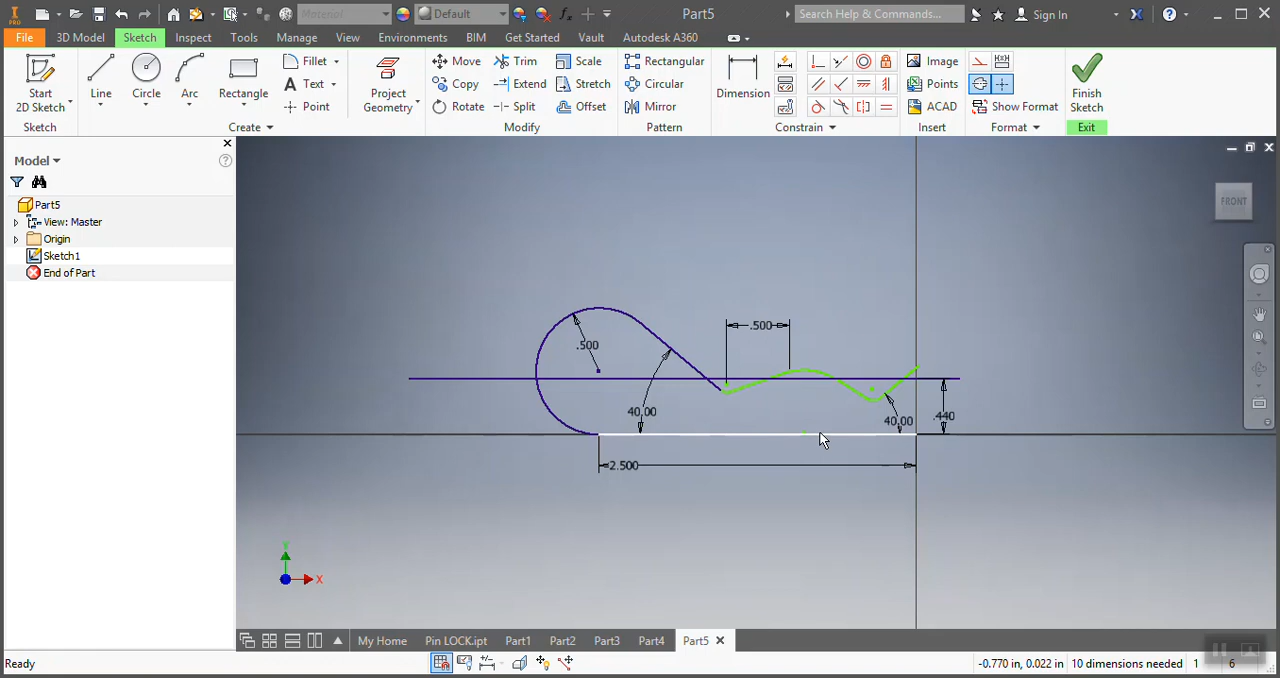 PRO Material Default Part5 Search Help & Commands... Sign In
File 3D Model Sketch Inspect Tools Manage View Environments BIM Get Started Vault Autodesk A360
Fillet Move Trim Scale Rectangular Image
Text Copy Extend Stretch Circular Points
Start 2D Sketch Line Circle Arc Rectangle Point Project Geometry Rotate Split Offset Mirror Dimension ACAD Show Format Finish Sketch
Sketch Create Modify Pattern Constrain Insert Format Exit
Model
Part5
View: Master
Origin
Sketch1
End of Part
FRONT
.500
.500
40.00
40.00
.440
2.500
Y
X
My Home Pin LOCK.ipt Part1 Part2 Part3 Part4 Part5
Ready -0.770 in, 0.022 in 10 dimensions needed 1 6